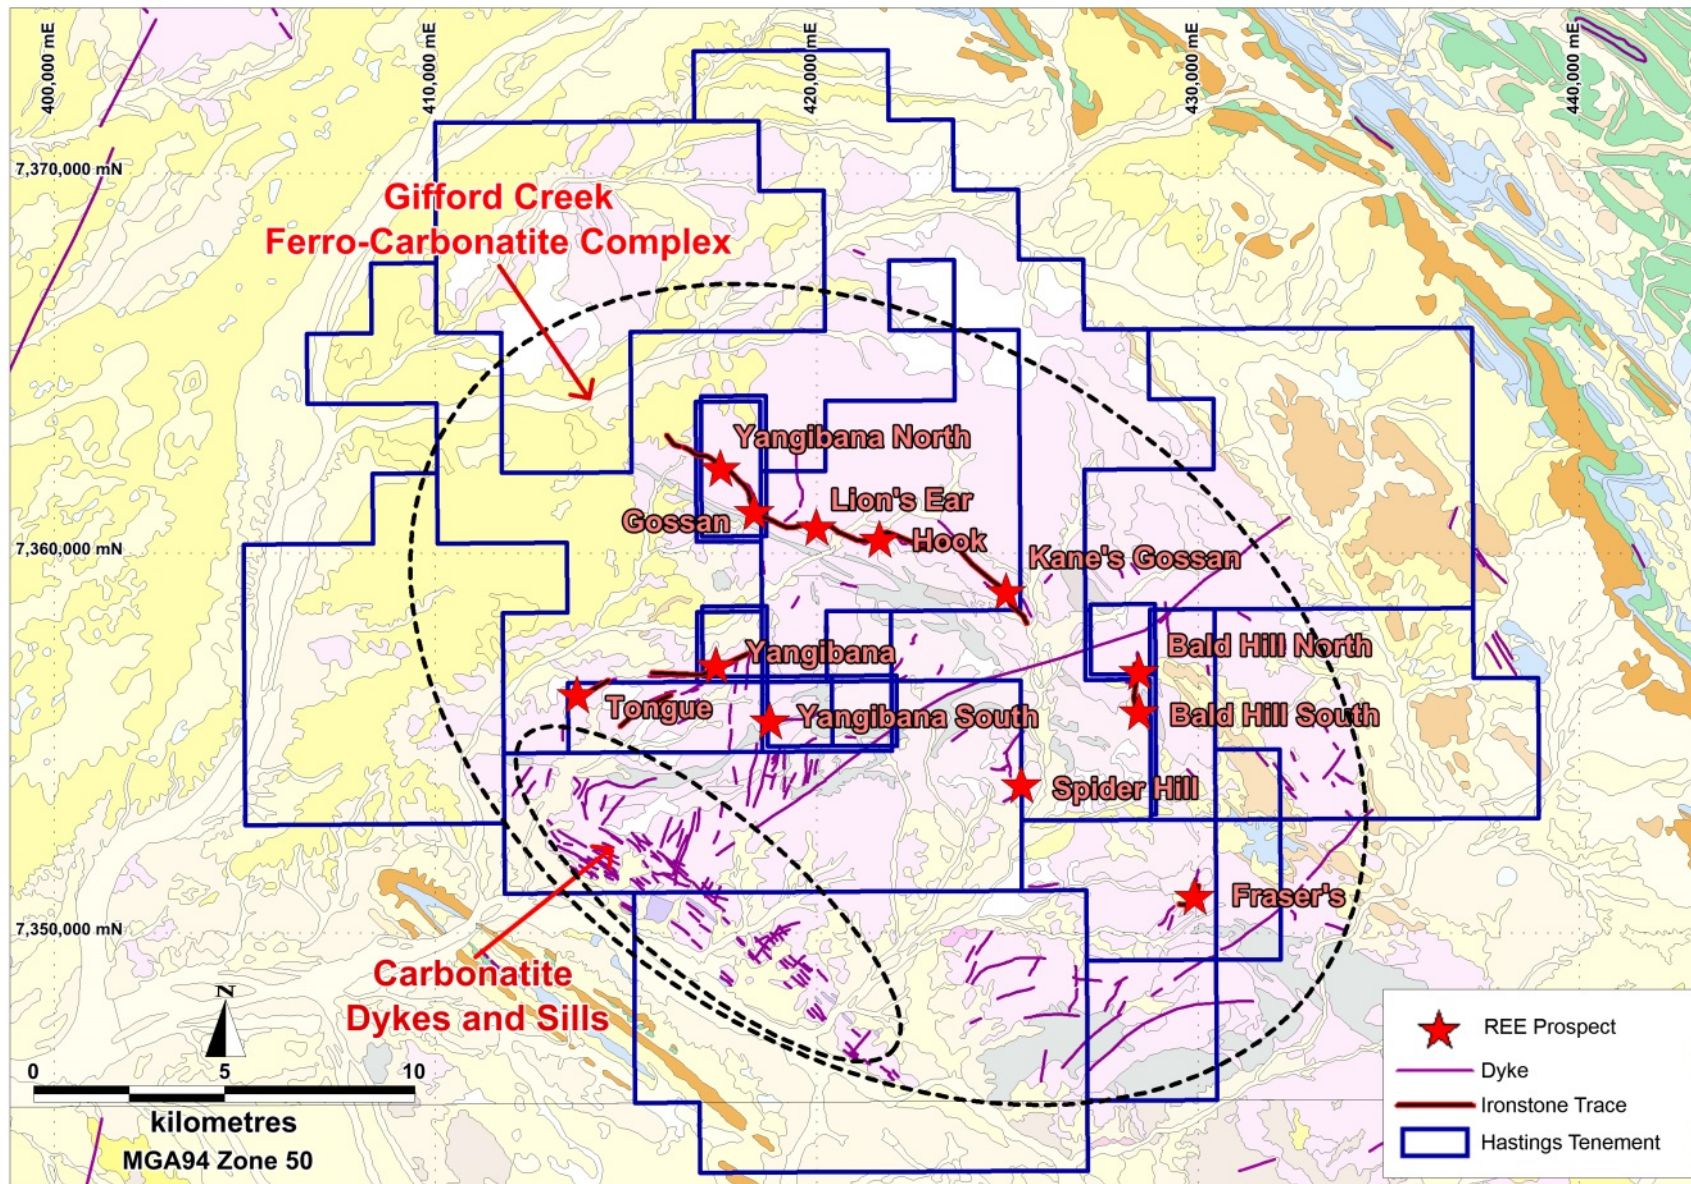 400,000 mE
410,000 mE
420,000 mE
430,000 mE
440,000 mE
7,370,000 mN
Gifford Creek
Ferro-Carbonatite Complex
Yangibana North
Lion's Ear
Gossan
Hook
7,360,000 mN
Kane's Gossan
Yangibana
Bald Hill North
Tongue
Yangibana South
Bald Hill South
Spider Hill
Fraser's
7,350,000 mN
Carbonatite
Dykes and Sills
N
0 5 10
kilometres
MGA94 Zone 50
REE Prospect
Dyke
Ironstone Trace
Hastings Tenement